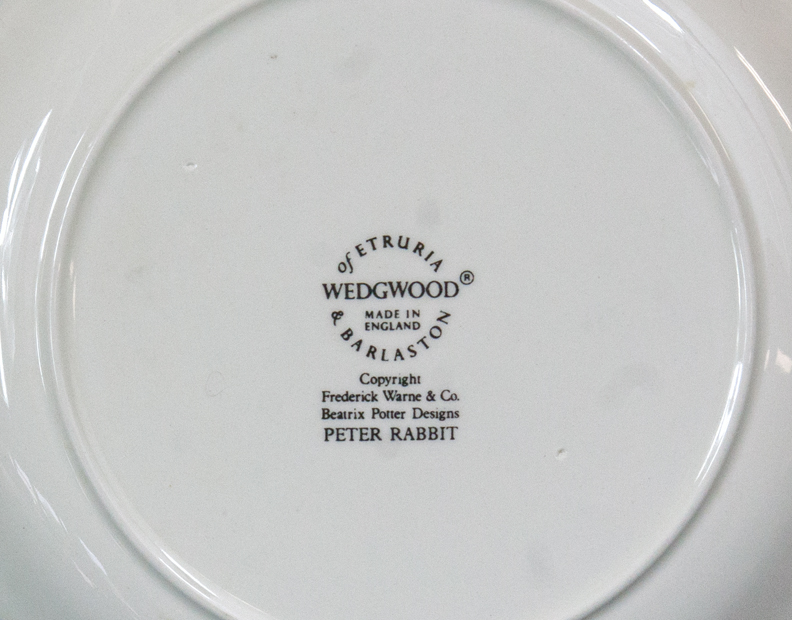 of ETRURIA
WEDGWOOD®
MADE IN
ENGLAND
& BARLASTON
Copyright
Frederick Warne & Co.
Beatrix Potter Designs
PETER RABBIT